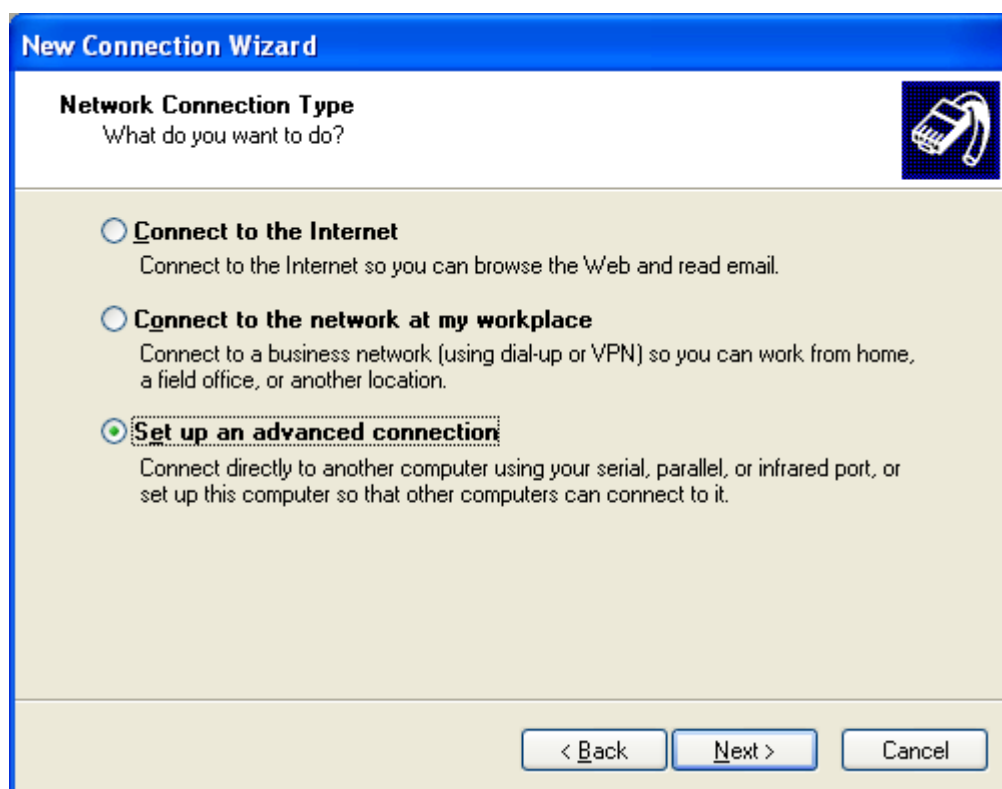 New Connection Wizard
Network Connection Type
What do you want to do?
Connect to the Internet
Connect to the Internet so you can browse the Web and read email.
Connect to the network at my workplace
Connect to a business network (using dial-up or VPN) so you can work from home,
a field office, or another location.
Set up an advanced connection
Connect directly to another computer using your serial, parallel, or infrared port, or
set up this computer so that other computers can connect to it.
< Back
Next >
Cancel